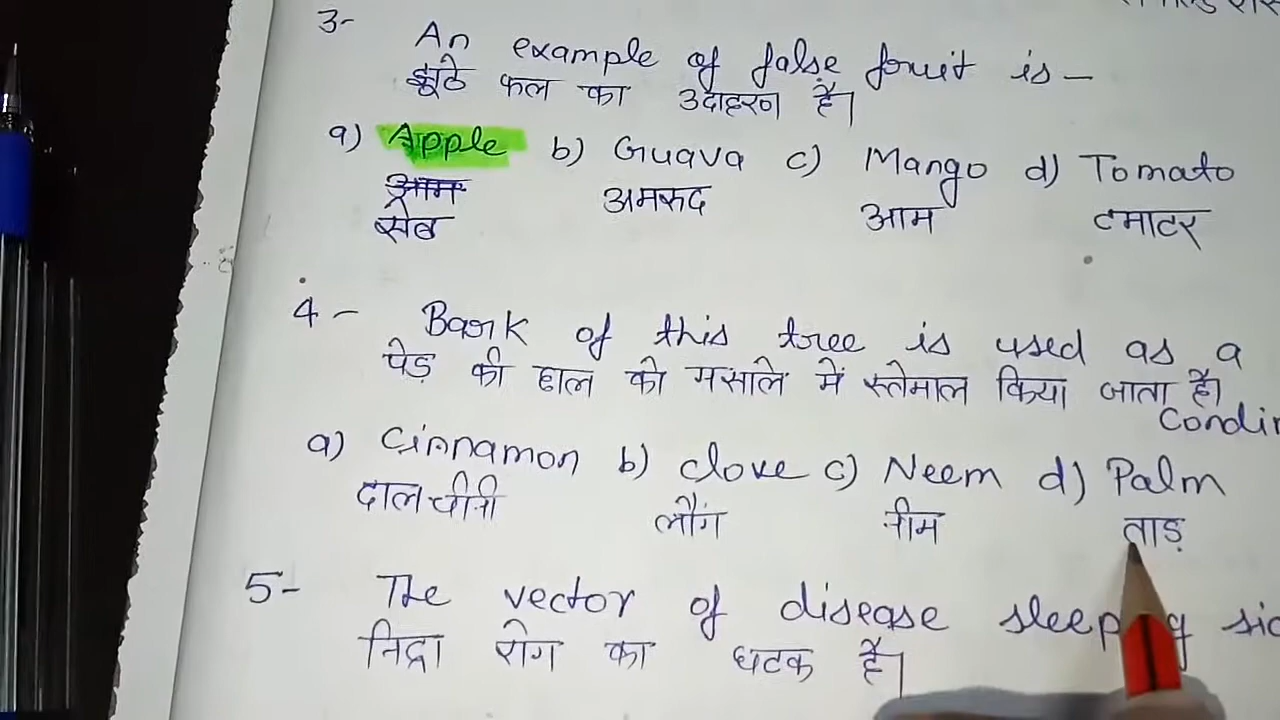 3-
An example of false fruit is —
झूठे फल का उदाहरण है।
a) Apple b) Guava c) Mango d) Tomato
सेब अमरूद आम टमाटर
4 - Bark of this tree is used as a
पेड़ की छाल को मसाले में स्तेमाल किया जाता है।
Condi
a) Cinnamon b) Clove c) Neem d) Palm
दालचीनी लौंग नीम ताड़
5- The vector of disease
निद्रा रोग का घटक है।